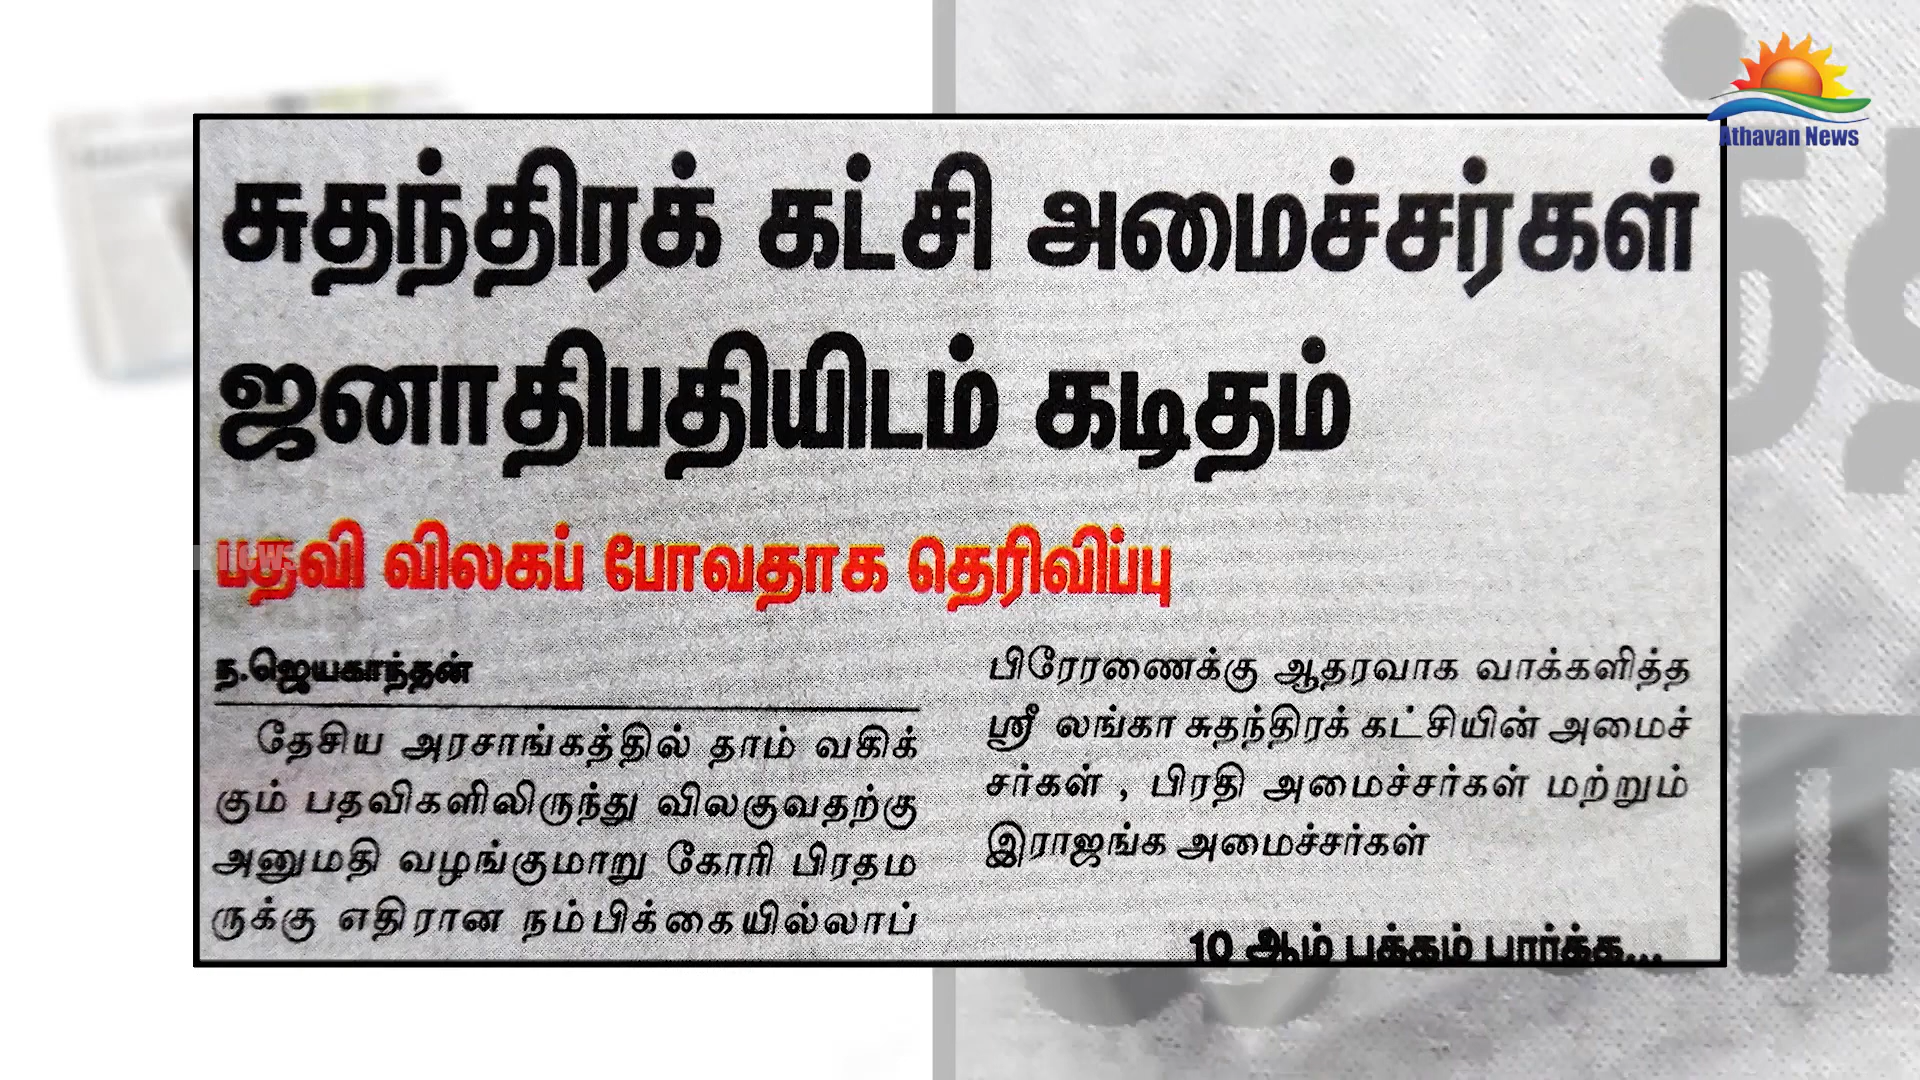 Athavan News
சுதந்திரக் கட்சி அமைச்சர்கள்
ஜனாதிபதியிடம் கடிதம்
பதவி விலகப் போவதாக தெரிவிப்பு
news
ந.ஜெயகாந்தன்
தேசிய அரசாங்கத்தில் தாம் வகிக்
கும் பதவிகளிலிருந்து விலகுவதற்கு
அனுமதி வழங்குமாறு கோரி பிரதம
ருக்கு எதிரான நம்பிக்கையில்லாப்
பிரேரணைக்கு ஆதரவாக வாக்களித்த
ஸ்ரீ லங்கா சுதந்திரக் கட்சியின் அமைச்
சர்கள் , பிரதி அமைச்சர்கள் மற்றும்
இராஜங்க அமைச்சர்கள்
10 ஆம் பக்கம் பார்க்க...